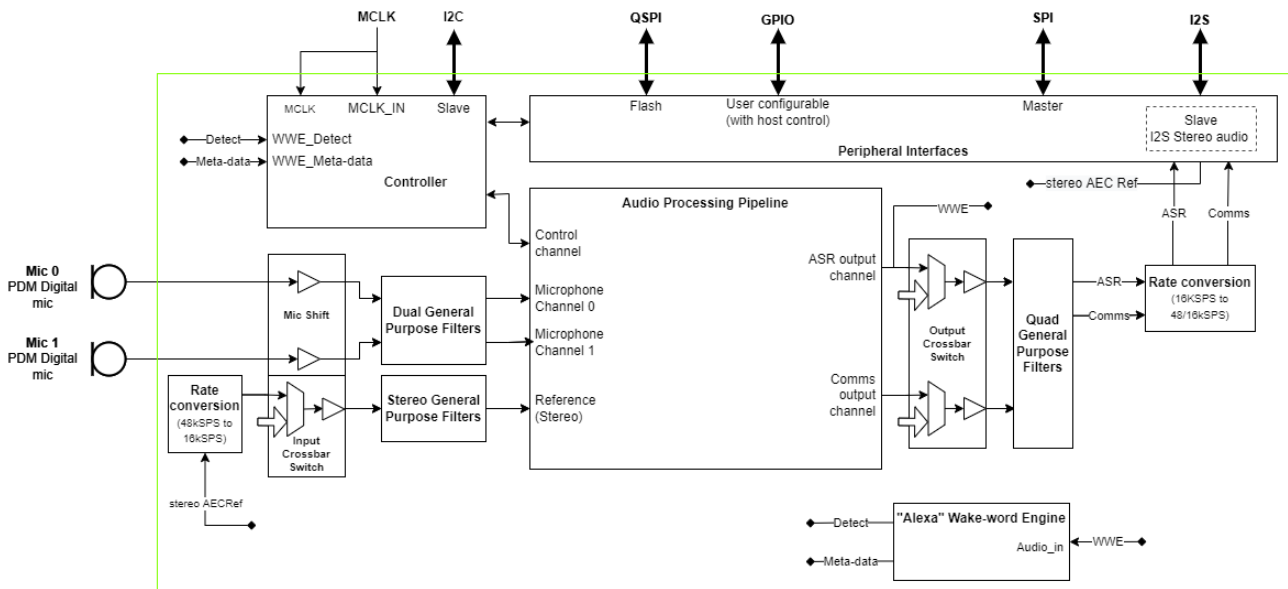 MCLK
I2C
QSPI
GPIO
SPI
I2S
MCLK
MCLK_IN
Slave
Flash
User configurable
(with host control)
Master
Slave
I2S Stereo audio
Peripheral Interfaces
Detect
WWE_Detect
Meta-data
WWE_Meta-data
Controller
stereo AEC Ref
Audio Processing Pipeline
WWE
ASR
Comms
Control
channel
ASR output
channel
Mic 0
PDM Digital
mic
Mic Shift
Dual General
Purpose Filters
Microphone
Channel 0
Microphone
Channel 1
Output
Crossbar
Switch
Quad
General
Purpose
Filters
ASR
Comms
Rate conversion
(16KSPS to
48/16kSPS)
Mic 1
PDM Digital
mic
Rate
conversion
(48kSPS to
16kSPS)
Input
Crossbar
Switch
Stereo General
Purpose Filters
Reference
(Stereo)
Comms
output
channel
stereo AECRef
Detect
Meta-data
"Alexa" Wake-word Engine
Audio_in
WWE